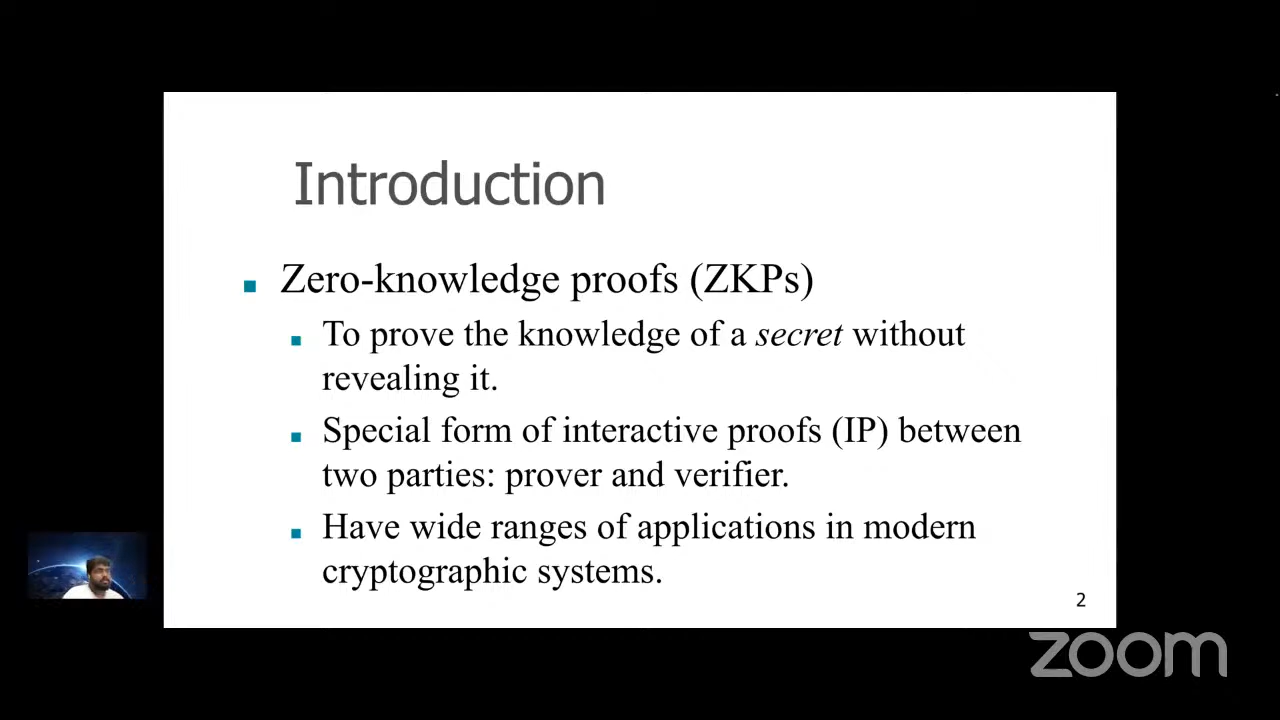 Introduction
Zero-knowledge proofs (ZKPs)
To prove the knowledge of a secret without
revealing it.
Special form of interactive proofs (IP) between
two parties: prover and verifier.
Have wide ranges of applications in modern
cryptographic systems.
2
zoom